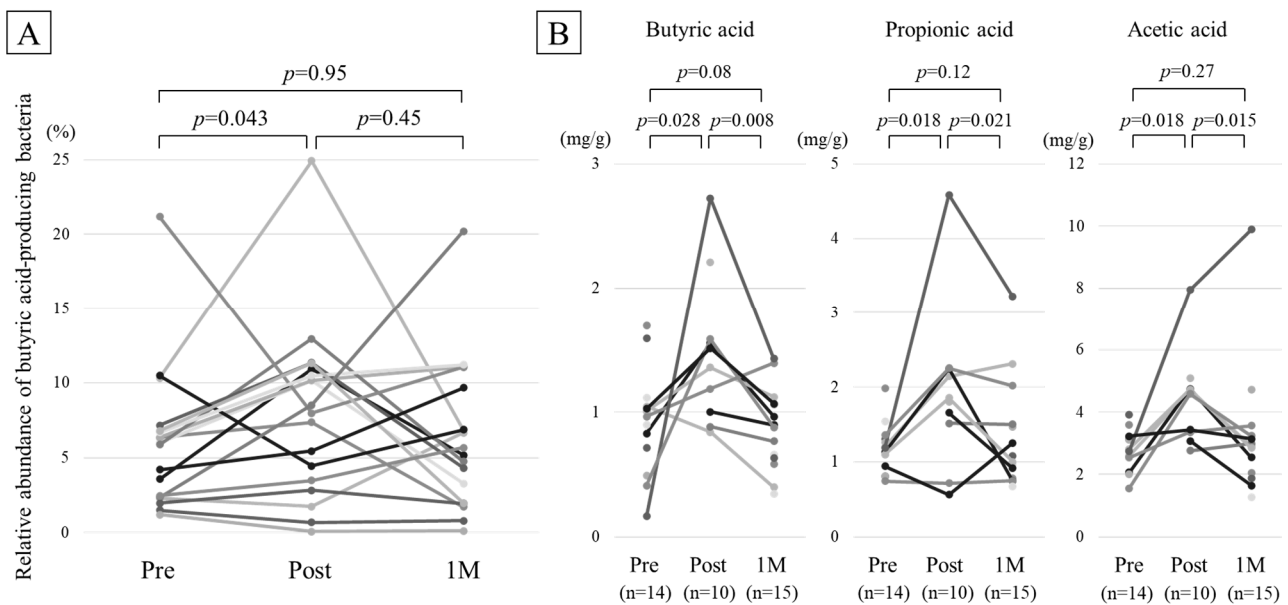 A
Relative abundance of butyric acid-producing bacteria
(%)
p=0.95
p=0.043
p=0.45
25
20
15
10
5
0
Pre
Post
1M
B
Butyric acid
p=0.08
p=0.028
p=0.008
(mg/g)
3
2
1
0
Pre
Post
1M
(n=14)
(n=10)
(n=15)
Propionic acid
p=0.12
p=0.018
p=0.021
(mg/g)
5
4
3
2
1
0
Pre
Post
1M
(n=14)
(n=10)
(n=15)
Acetic acid
p=0.27
p=0.018
p=0.015
(mg/g)
12
10
8
6
4
2
0
Pre
Post
1M
(n=14)
(n=10)
(n=15)